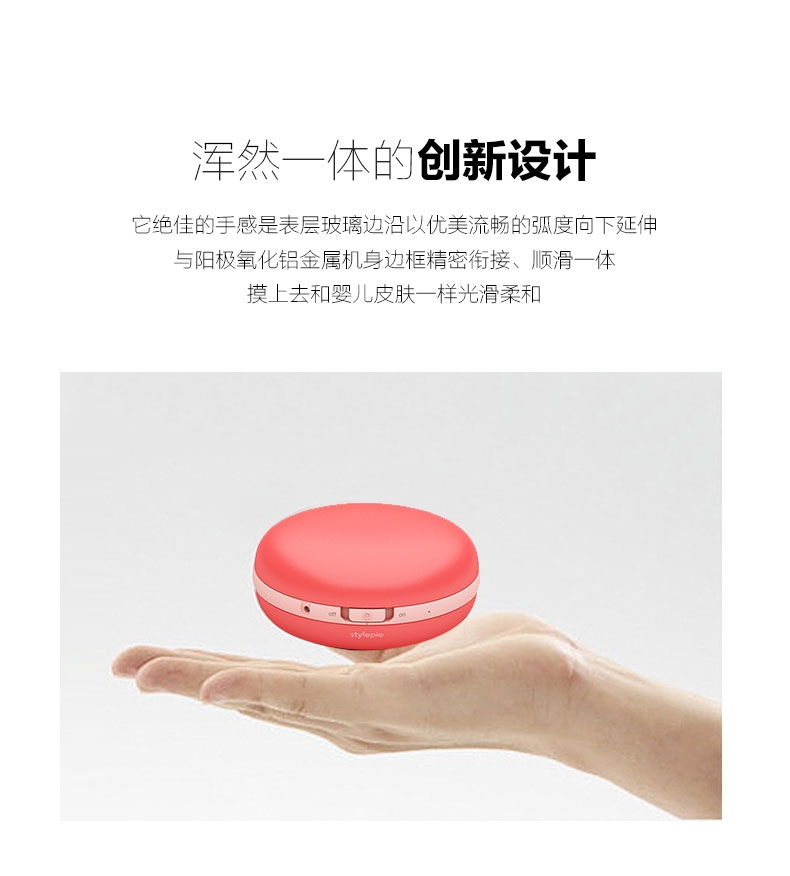 浑然一体的创新设计
它绝佳的手感是表层玻璃边沿以优美流畅的弧度向下延伸
与阳极氧化铝金属机身边框精密衔接、顺滑一体
摸上去和婴儿皮肤一样光滑柔和
off on
stylepie